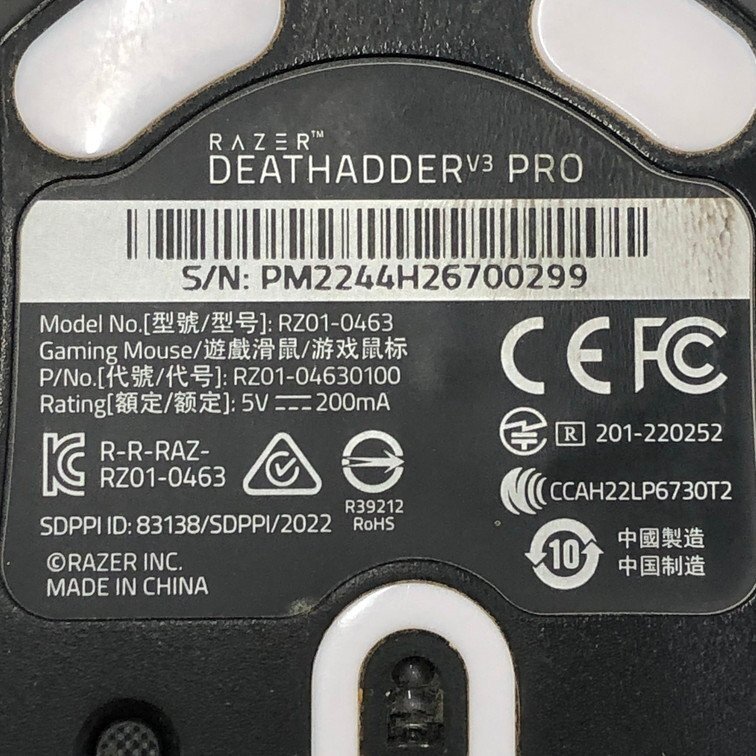 RAZER™
DEATHADDER V3 PRO
S/N: PM2244H26700299
Model No.[型號/型号]: RZ01-0463
Gaming Mouse/遊戲滑鼠/游戏鼠标
P/No.[代號/代号]: RZ01-04630100
Rating[額定/额定]: 5V ⎓ 200mA
CE FC
R-R-RAZ-
RZ01-0463
R39212
RoHS
R 201-220252
CCAH22LP6730T2
SDPPI ID: 83138/SDPPI/2022
10
中國製造
中国制造
©RAZER INC.
MADE IN CHINA